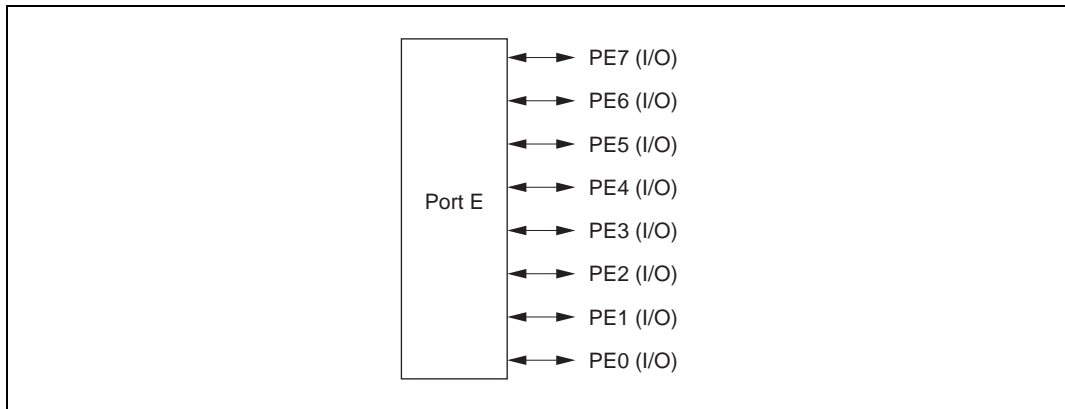 PE7 (I/O)
PE6 (I/O)
PE5 (I/O)
PE4 (I/O)
Port E
PE3 (I/O)
PE2 (I/O)
PE1 (I/O)
PE0 (I/O)